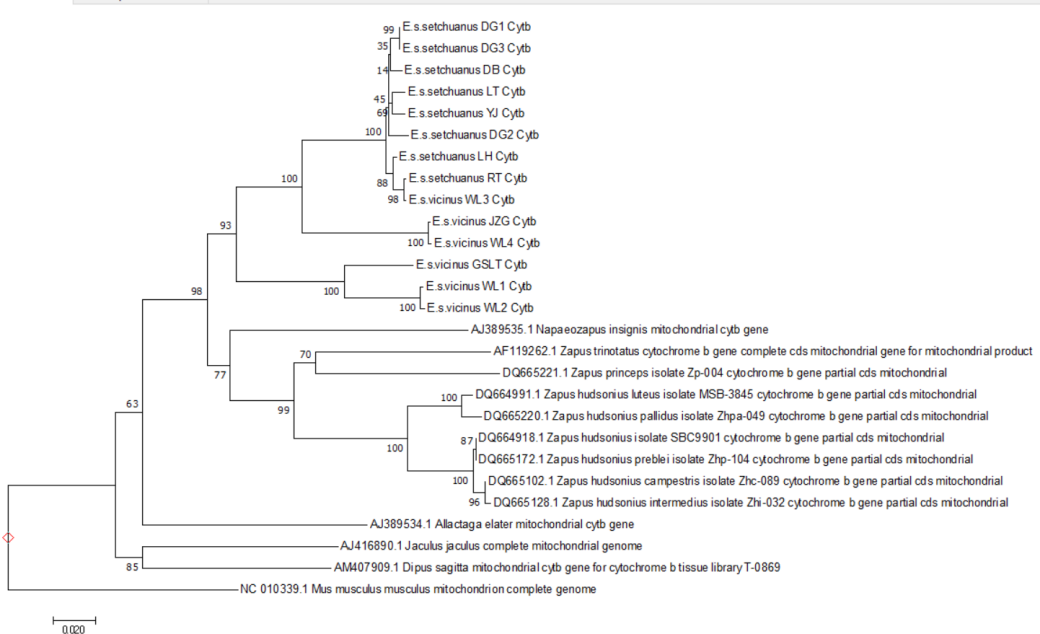 99
E.s.setchuanus DG1 Cytb
35
E.s.setchuanus DG3 Cytb
14
E.s.setchuanus DB Cytb
E.s.setchuanus LT Cytb
45
69
E.s.setchuanus YJ Cytb
100
E.s.setchuanus DG2 Cytb
E.s.setchuanus LH Cytb
100
88
E.s.setchuanus RT Cytb
98
E.s.vicinus WL3 Cytb
93
E.s.vicinus JZG Cytb
100
E.s.vicinus WL4 Cytb
E.s.vicinus GSLT Cytb
98
100
E.s.vicinus WL1 Cytb
100
E.s.vicinus WL2 Cytb
AJ389535.1 Napaeozapus insignis mitochondrial cytb gene
70
AF119262.1 Zapus trinotatus cytochrome b gene complete cds mitochondrial gene for mitochondrial product
77
DQ665221.1 Zapus princeps isolate Zp-004 cytochrome b gene partial cds mitochondrial
100
DQ664991.1 Zapus hudsonius luteus isolate MSB-3845 cytochrome b gene partial cds mitochondrial
63
99
DQ665220.1 Zapus hudsonius pallidus isolate Zhpa-049 cytochrome b gene partial cds mitochondrial
87
DQ664918.1 Zapus hudsonius isolate SBC9901 cytochrome b gene partial cds mitochondrial
100
DQ665172.1 Zapus hudsonius preblei isolate Zhp-104 cytochrome b gene partial cds mitochondrial
100
DQ665102.1 Zapus hudsonius campestris isolate Zhc-089 cytochrome b gene partial cds mitochondrial
96
DQ665128.1 Zapus hudsonius intermedius isolate Zhi-032 cytochrome b gene partial cds mitochondrial
AJ389534.1 Allactaga elater mitochondrial cytb gene
AJ416890.1 Jaculus jaculus complete mitochondrial genome
85
AM407909.1 Dipus sagitta mitochondrial cytb gene for cytochrome b tissue library T-0869
NC 010339.1 Mus musculus musculus mitochondrion complete genome
0.020